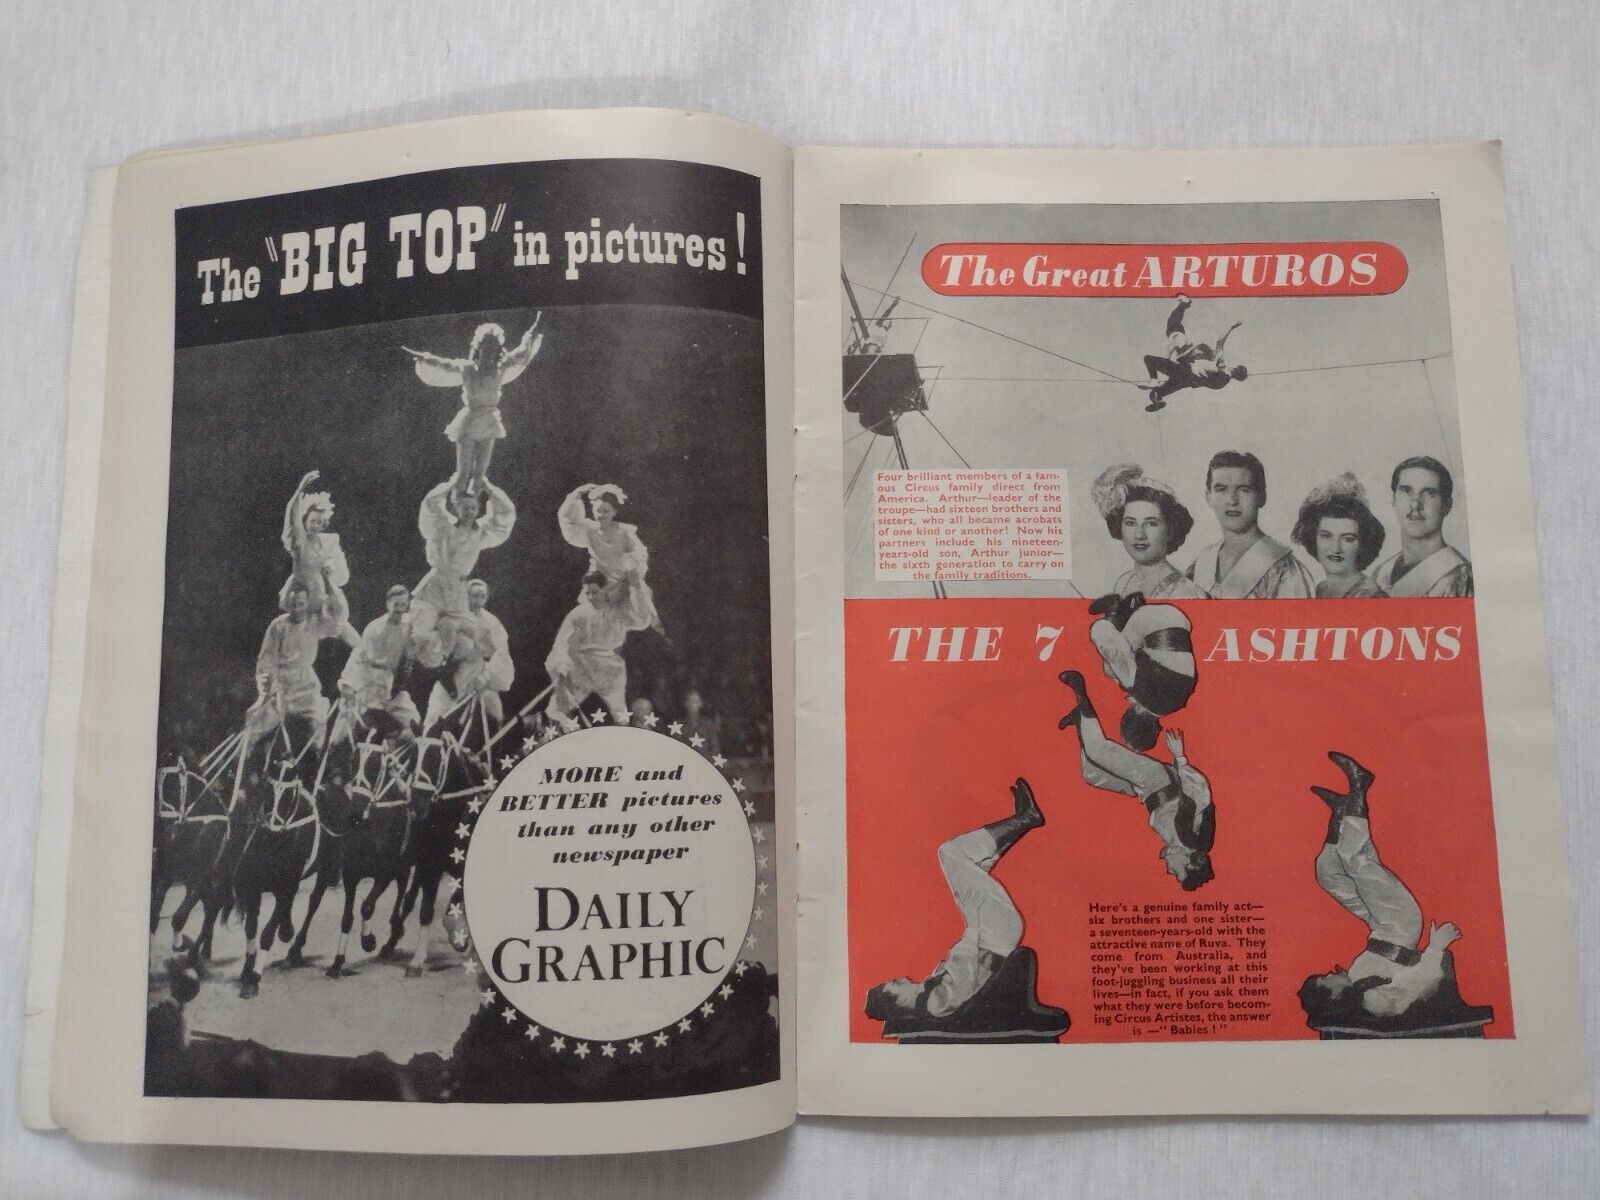 The "BIG TOP" in pictures!
MORE and
BETTER pictures
than any other
newspaper
DAILY
GRAPHIC
The Great ARTUROS
Four brilliant members of a fam-
ous Circus family direct from
America. Arthur—leader of the
troupe—had sixteen brothers and
sisters, who all became acrobats
of one kind or another! Now his
partners include his nineteen-
years-old son, Arthur junior—
the sixth generation to carry on
the family traditions.
THE 7 ASHTONS
Here's a genuine family act—
six brothers and one sister—
a seventeen-years-old with the
attractive name of Ruva. They
come from Australia, and
they've been working at this
foot-juggling business all their
lives—in fact, if you ask them
what they were before becom-
ing Circus Artistes, the answer
is —"Babies!"